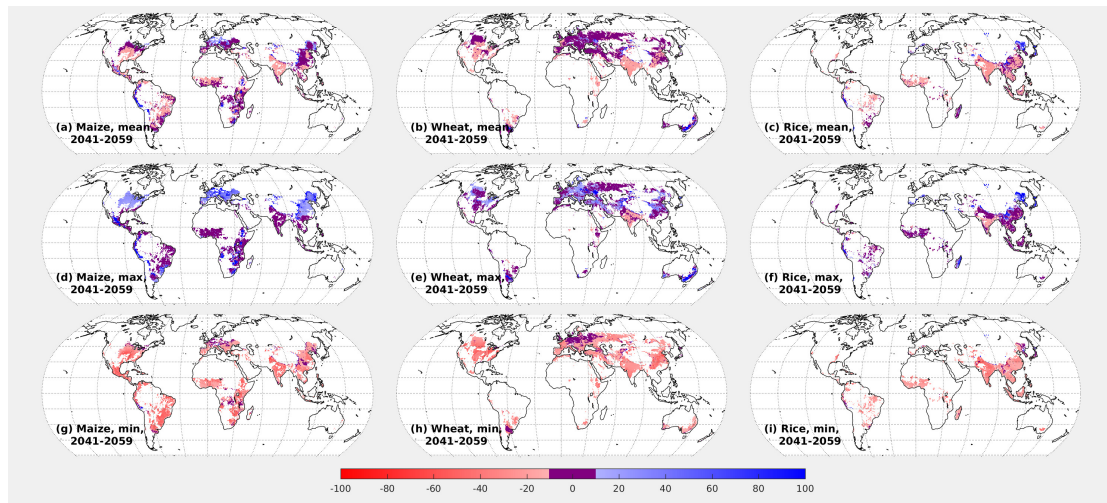 (a) Maize, mean,
2041-2059
(b) Wheat, mean,
2041-2059
(c) Rice, mean,
2041-2059
(d) Maize, max,
2041-2059
(e) Wheat, max,
2041-2059
(f) Rice, max,
2041-2059
(g) Maize, min,
2041-2059
(h) Wheat, min,
2041-2059
(i) Rice, min,
2041-2059
-100 -80 -60 -40 -20 0 20 40 60 80 100